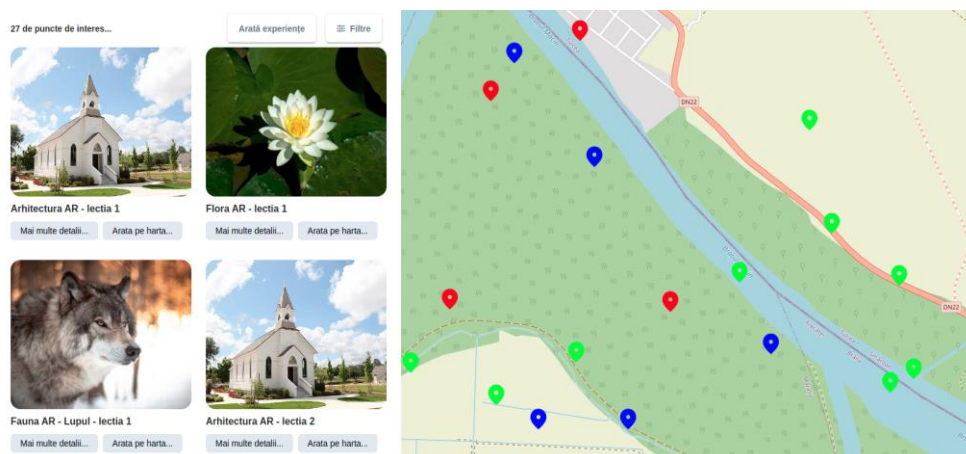 27 de puncte de interes...
Arată experiențe
Filtre
Arhitectura AR - lectia 1
Flora AR - lectia 1
Mai multe detalii...
Arata pe harta...
Mai multe detalii...
Arata pe harta...
Fauna AR - Lupul - lectia 1
Arhitectura AR - lectia 2
Mai multe detalii...
Arata pe harta...
Mai multe detalii...
Arata pe harta...
DN22
DN22